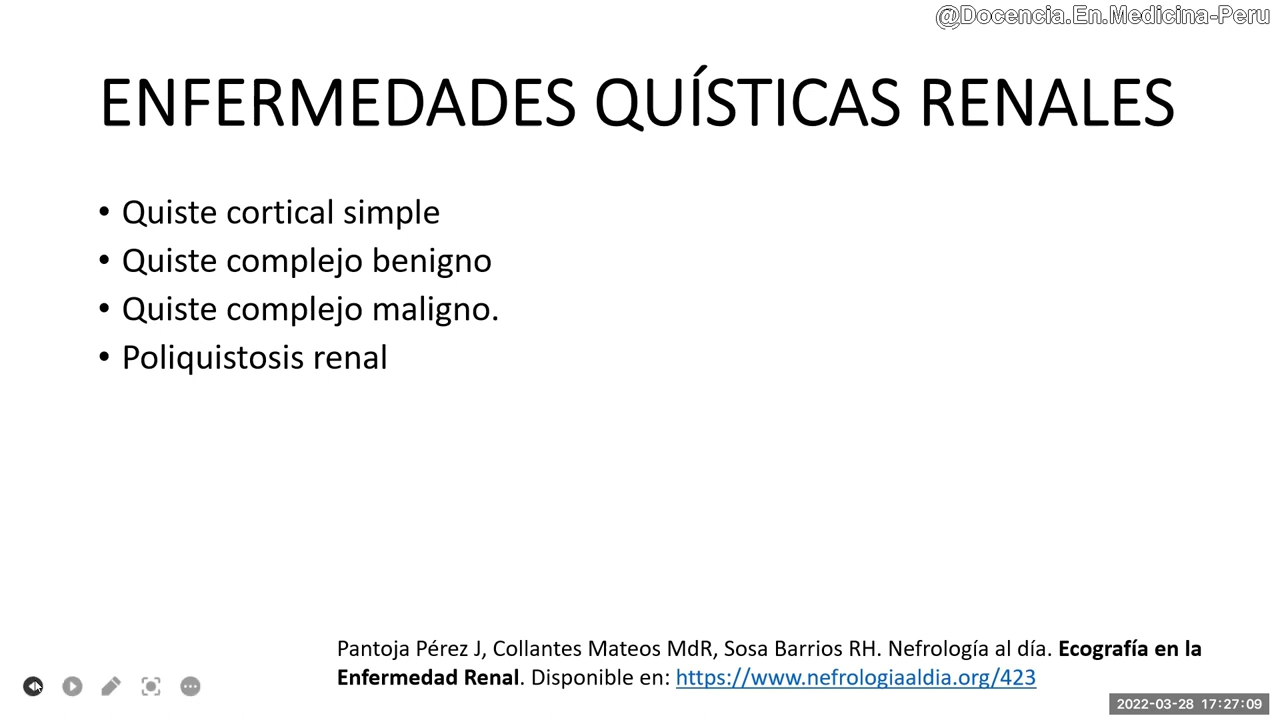 @Docencia.En.Medicina-Peru
ENFERMEDADES QUÍSTICAS RENALES
• Quiste cortical simple
• Quiste complejo benigno
• Quiste complejo maligno.
• Poliquistosis renal
Pantoja Pérez J, Collantes Mateos MdR, Sosa Barrios RH. Nefrología al día. Ecografía en la
Enfermedad Renal. Disponible en: https://www.nefrologiaaldia.org/423
2022-03-28 17:27:09